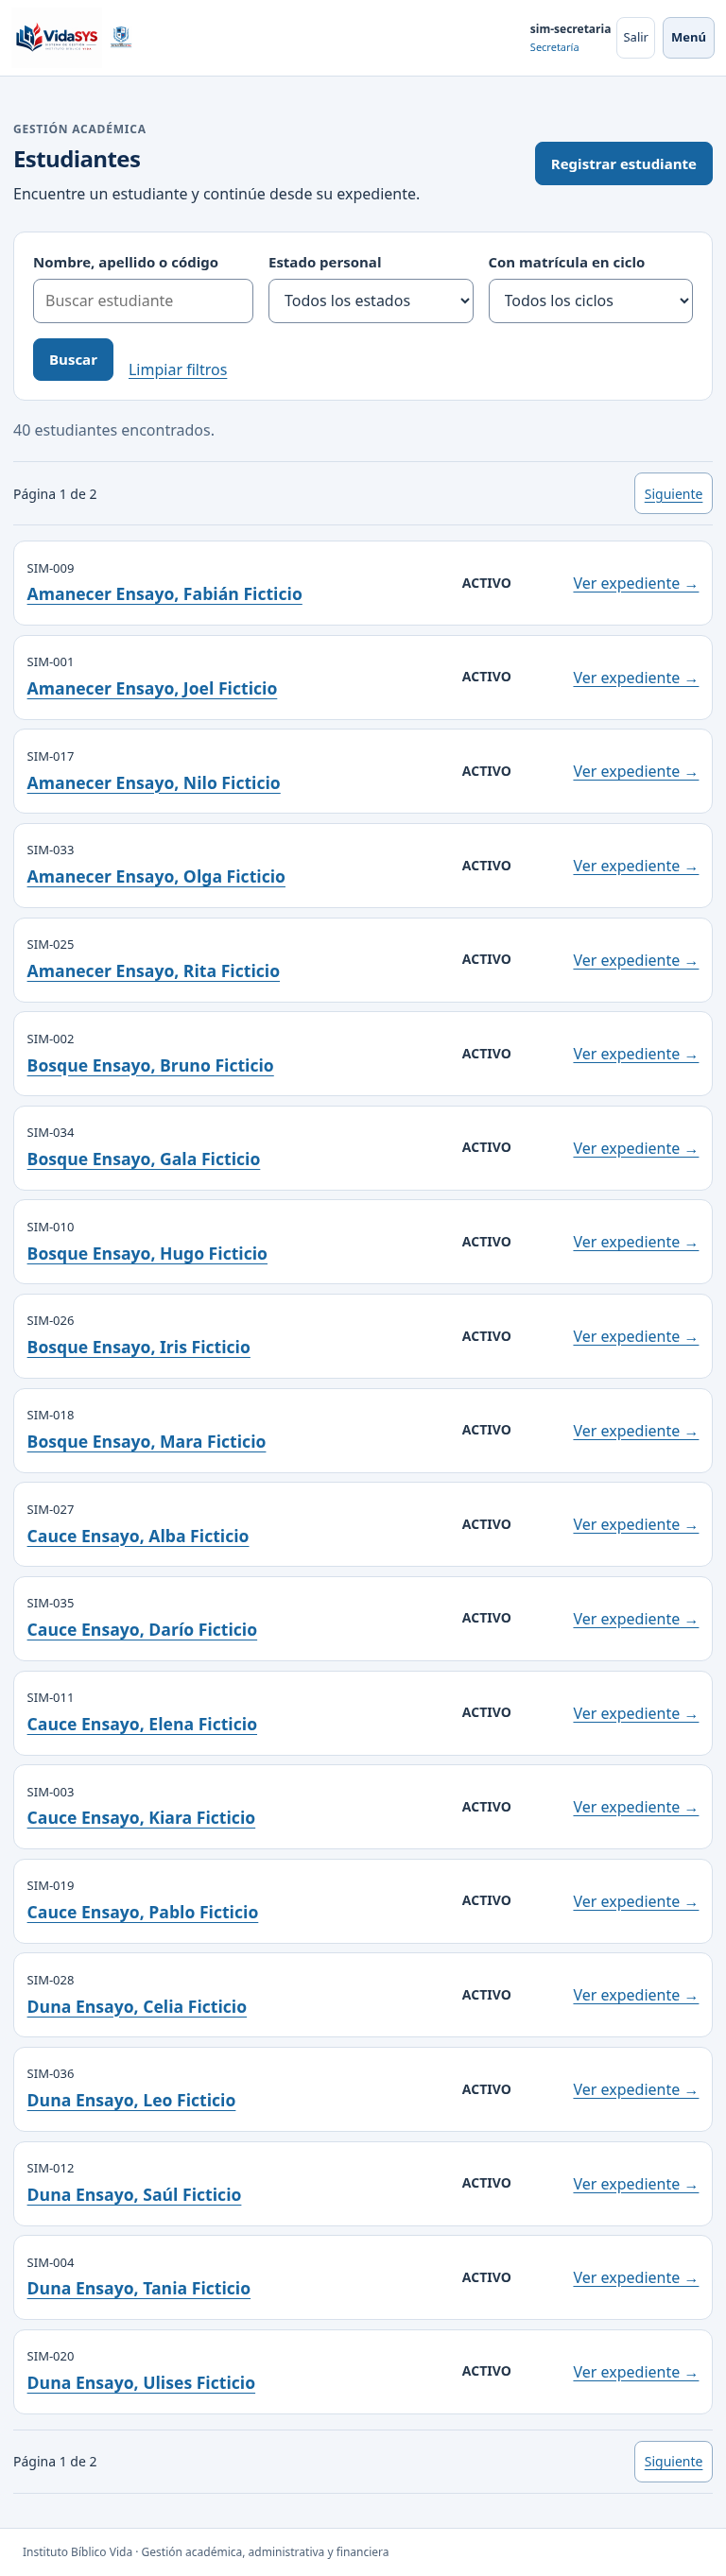 VidaSYS
sim-secretaria
Secretaría
Salir
Menú
GESTIÓN ACADÉMICA
Estudiantes
Encuentre un estudiante y continúe desde su expediente.
Registrar estudiante
Nombre, apellido o código
Estado personal
Con matrícula en ciclo
Buscar estudiante
Todos los estados
Todos los ciclos
Buscar
Limpiar filtros
40 estudiantes encontrados.
Página 1 de 2
Siguiente
SIM-009
Amanecer Ensayo, Fabián Ficticio
ACTIVO
Ver expediente →
SIM-001
Amanecer Ensayo, Joel Ficticio
ACTIVO
Ver expediente →
SIM-017
Amanecer Ensayo, Nilo Ficticio
ACTIVO
Ver expediente →
SIM-033
Amanecer Ensayo, Olga Ficticio
ACTIVO
Ver expediente →
SIM-025
Amanecer Ensayo, Rita Ficticio
ACTIVO
Ver expediente →
SIM-002
Bosque Ensayo, Bruno Ficticio
ACTIVO
Ver expediente →
SIM-034
Bosque Ensayo, Gala Ficticio
ACTIVO
Ver expediente →
SIM-010
Bosque Ensayo, Hugo Ficticio
ACTIVO
Ver expediente →
SIM-026
Bosque Ensayo, Iris Ficticio
ACTIVO
Ver expediente →
SIM-018
Bosque Ensayo, Mara Ficticio
ACTIVO
Ver expediente →
SIM-027
Cauce Ensayo, Alba Ficticio
ACTIVO
Ver expediente →
SIM-035
Cauce Ensayo, Darío Ficticio
ACTIVO
Ver expediente →
SIM-011
Cauce Ensayo, Elena Ficticio
ACTIVO
Ver expediente →
SIM-003
Cauce Ensayo, Kiara Ficticio
ACTIVO
Ver expediente →
SIM-019
Cauce Ensayo, Pablo Ficticio
ACTIVO
Ver expediente →
SIM-028
Duna Ensayo, Celia Ficticio
ACTIVO
Ver expediente →
SIM-036
Duna Ensayo, Leo Ficticio
ACTIVO
Ver expediente →
SIM-012
Duna Ensayo, Saúl Ficticio
ACTIVO
Ver expediente →
SIM-004
Duna Ensayo, Tania Ficticio
ACTIVO
Ver expediente →
SIM-020
Duna Ensayo, Ulises Ficticio
ACTIVO
Ver expediente →
Página 1 de 2
Siguiente
Instituto Bíblico Vida · Gestión académica, administrativa y financiera